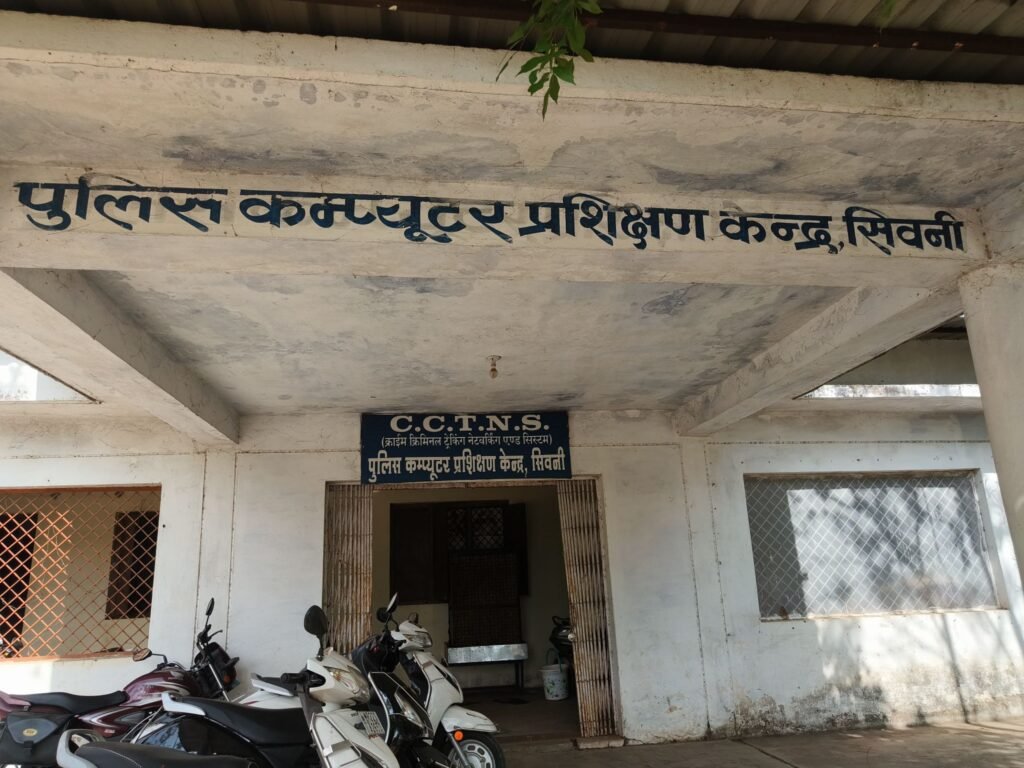 पुलिस कम्प्यूटर प्रशिक्षण केन्द्र, सिवनी
C.C.T.N.S.
(क्राईम क्रिमिनल ट्रेकिंग नेटवर्किंग एण्ड सिस्टम)
पुलिस कम्प्यूटर प्रशिक्षण केन्द्र, सिवनी